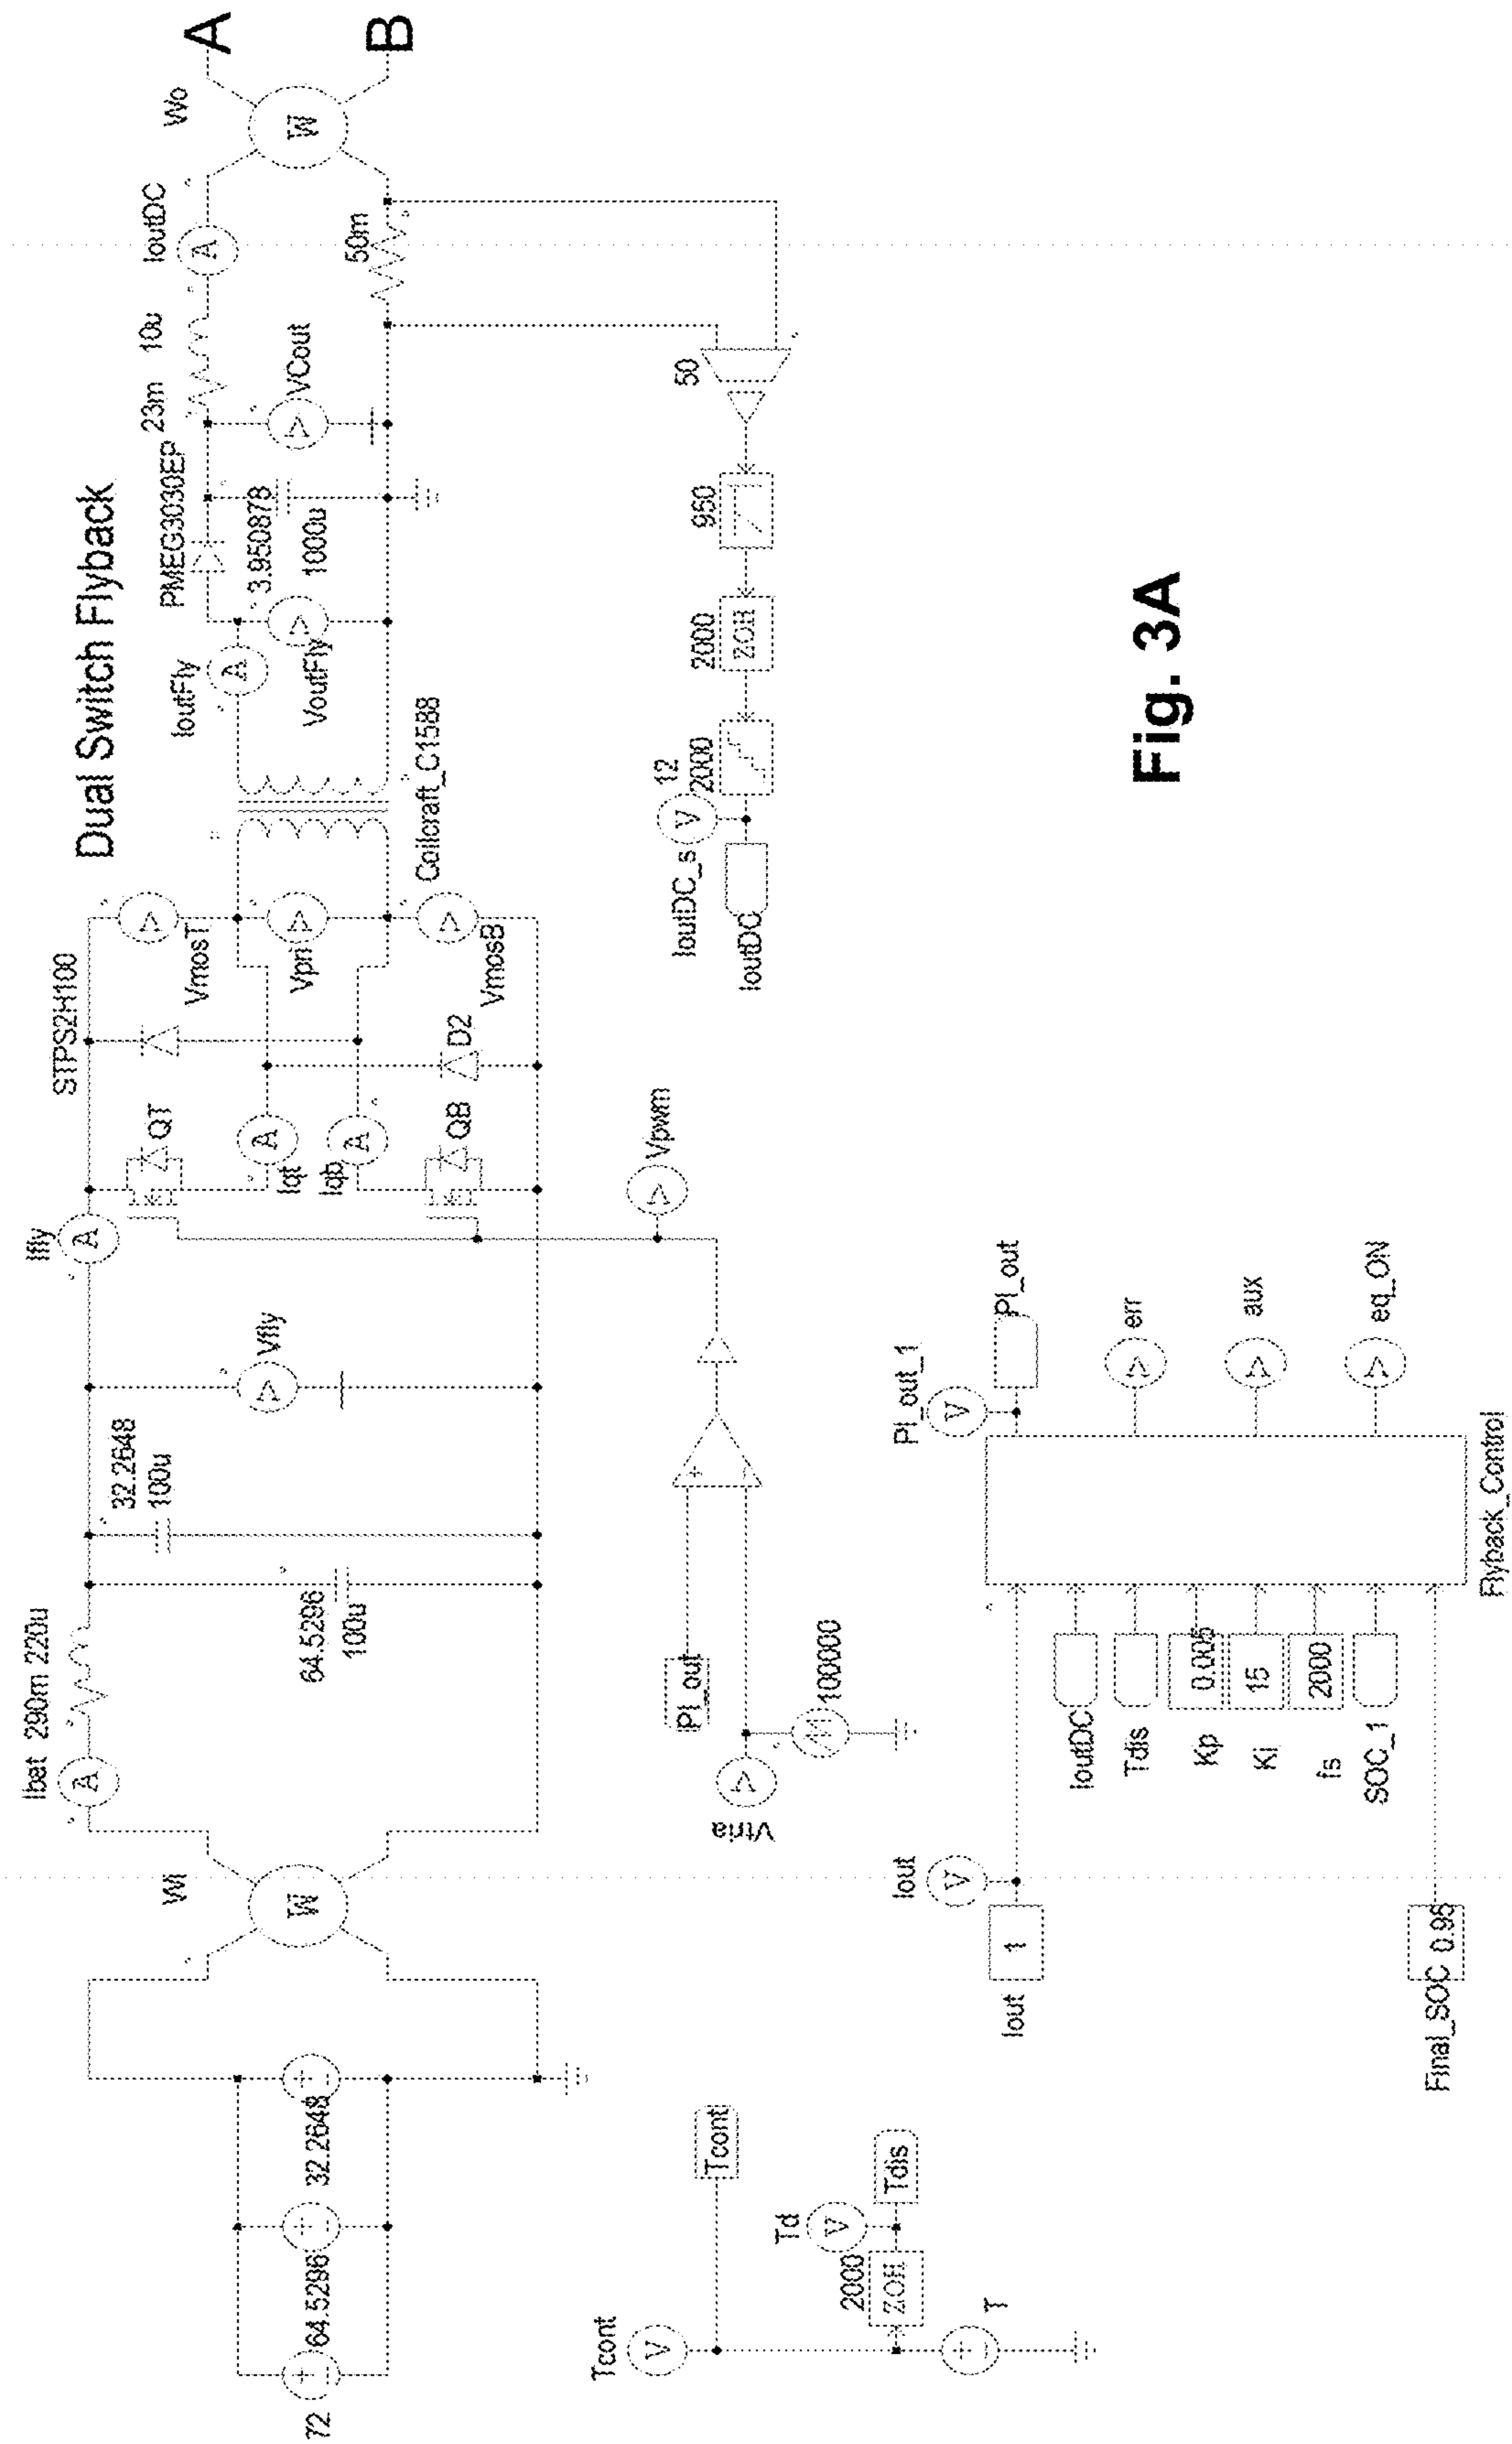 Dual Switch Flyback
Wi
Ibat
290m 220u
Ifly
STPS2H100
IoutFly
PMEG3030EP
23m
10u
IoutDC
Wo
A
B
72
64.5296
32.2648
W
A
64.5296
100u
32.2648
100u
Vfly
V
A
QT
Iqt
A
Iqb
A
QB
D2
VmosT
V
Vpri
V
VmosB
V
Coilcraft_C1588
A
VoutFly
V
3.950878
1000u
VCout
V
A
50m
W
Tcont
V
Tcont
Td
V
2000
ZOH
Tdis
T
Vtria
V
PI_out
100000
Vpwm
V
IoutDC_s
V
IoutDC
12
2000
2000
ZOH
950
50
Iout
1
Iout
V
IoutDC
Tdis
Kp
0.005
Ki
15
fs
2000
SOC_1
Final_SOC
0.95
Flyback_Control
PI_out_1
V
PI_out
err
V
aux
V
eq_ON
V
Fig. 3A